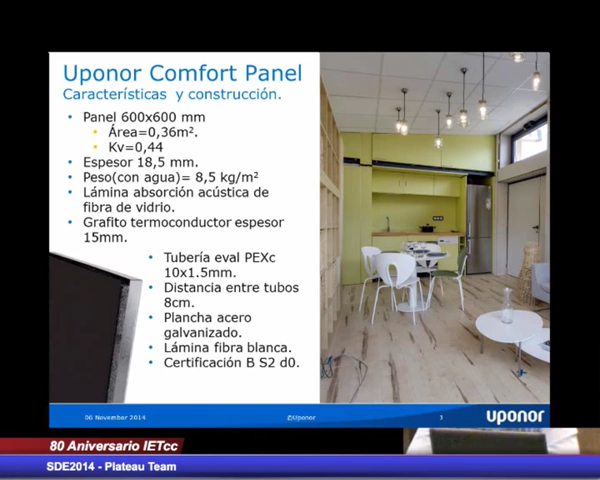 Uponor Comfort Panel
Características y construcción.
• Panel 600x600 mm
• Área=0,36m².
• Kv=0,44
• Espesor 18,5 mm.
• Peso(con agua)= 8,5 kg/m²
• Lámina absorción acústica de
fibra de vidrio.
• Grafito termoconductor espesor
15mm.
• Tubería eval PEXc
10x1.5mm.
• Distancia entre tubos
8cm.
• Plancha acero
galvanizado.
• Lámina fibra blanca.
• Certificación B S2 d0.
06 November 2014
©Uponor
3
uponor
80 Aniversario IETcc
SDE2014 - Plateau Team